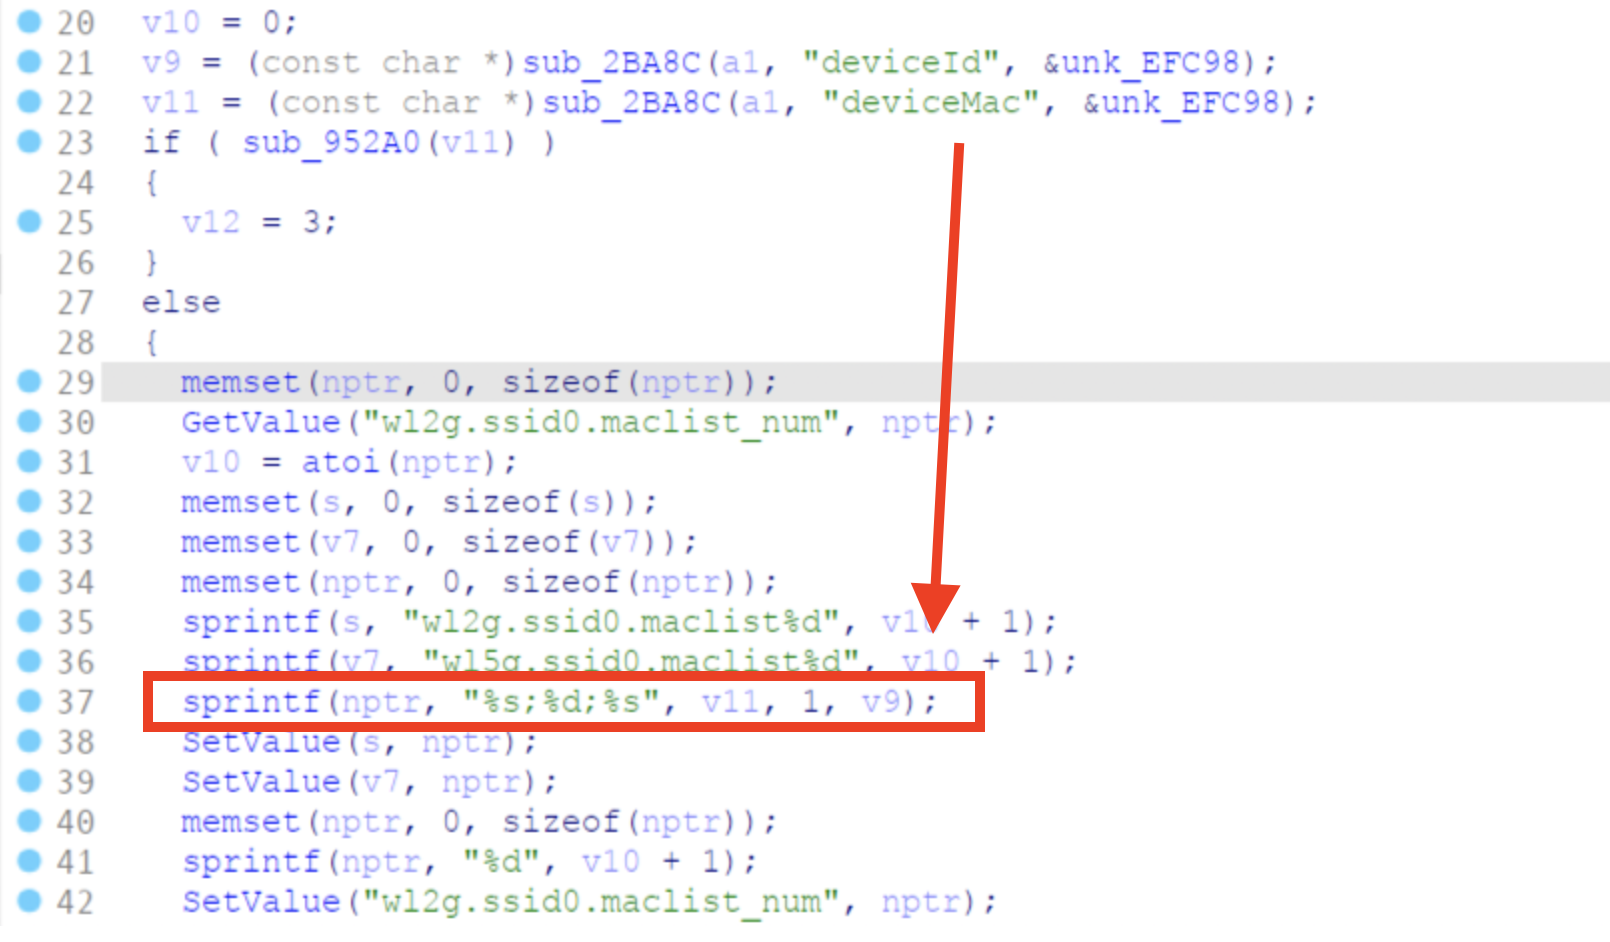 20 v10 = 0;
21 v9 = (const char *)sub_2BA8C(a1, "deviceId", &unk_EFC98);
22 v11 = (const char *)sub_2BA8C(a1, "deviceMac", &unk_EFC98);
23 if ( sub_952A0(v11) )
24 {
25 v12 = 3;
26 }
27 else
28 {
29 memset(nptr, 0, sizeof(nptr));
30 GetValue("wl2g.ssid0.maclist_num", nptr);
31 v10 = atoi(nptr);
32 memset(s, 0, sizeof(s));
33 memset(v7, 0, sizeof(v7));
34 memset(nptr, 0, sizeof(nptr));
35 sprintf(s, "wl2g.ssid0.maclist%d", v10 + 1);
36 sprintf(v7, "wl5g.ssid0.maclist%d", v10 + 1);
37 sprintf(nptr, "%s;%d;%s", v11, 1, v9);
38 SetValue(s, nptr);
39 SetValue(v7, nptr);
40 memset(nptr, 0, sizeof(nptr));
41 sprintf(nptr, "%d", v10 + 1);
42 SetValue("wl2g.ssid0.maclist_num", nptr);